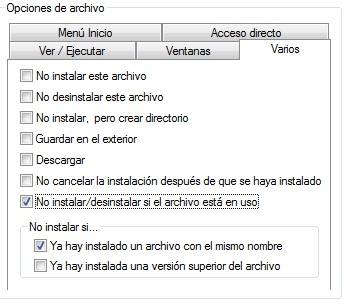 Opciones de archivo
Menú Inicio Acceso directo
Ver / Ejecutar Ventanas Varios
No instalar este archivo
No desinstalar este archivo
No instalar, pero crear directorio
Guardar en el exterior
Descargar
No cancelar la instalación después de que se haya instalado
No instalar/desinstalar si el archivo está en uso
No instalar si...
Ya hay instalado un archivo con el mismo nombre
Ya hay instalada una versión superior del archivo